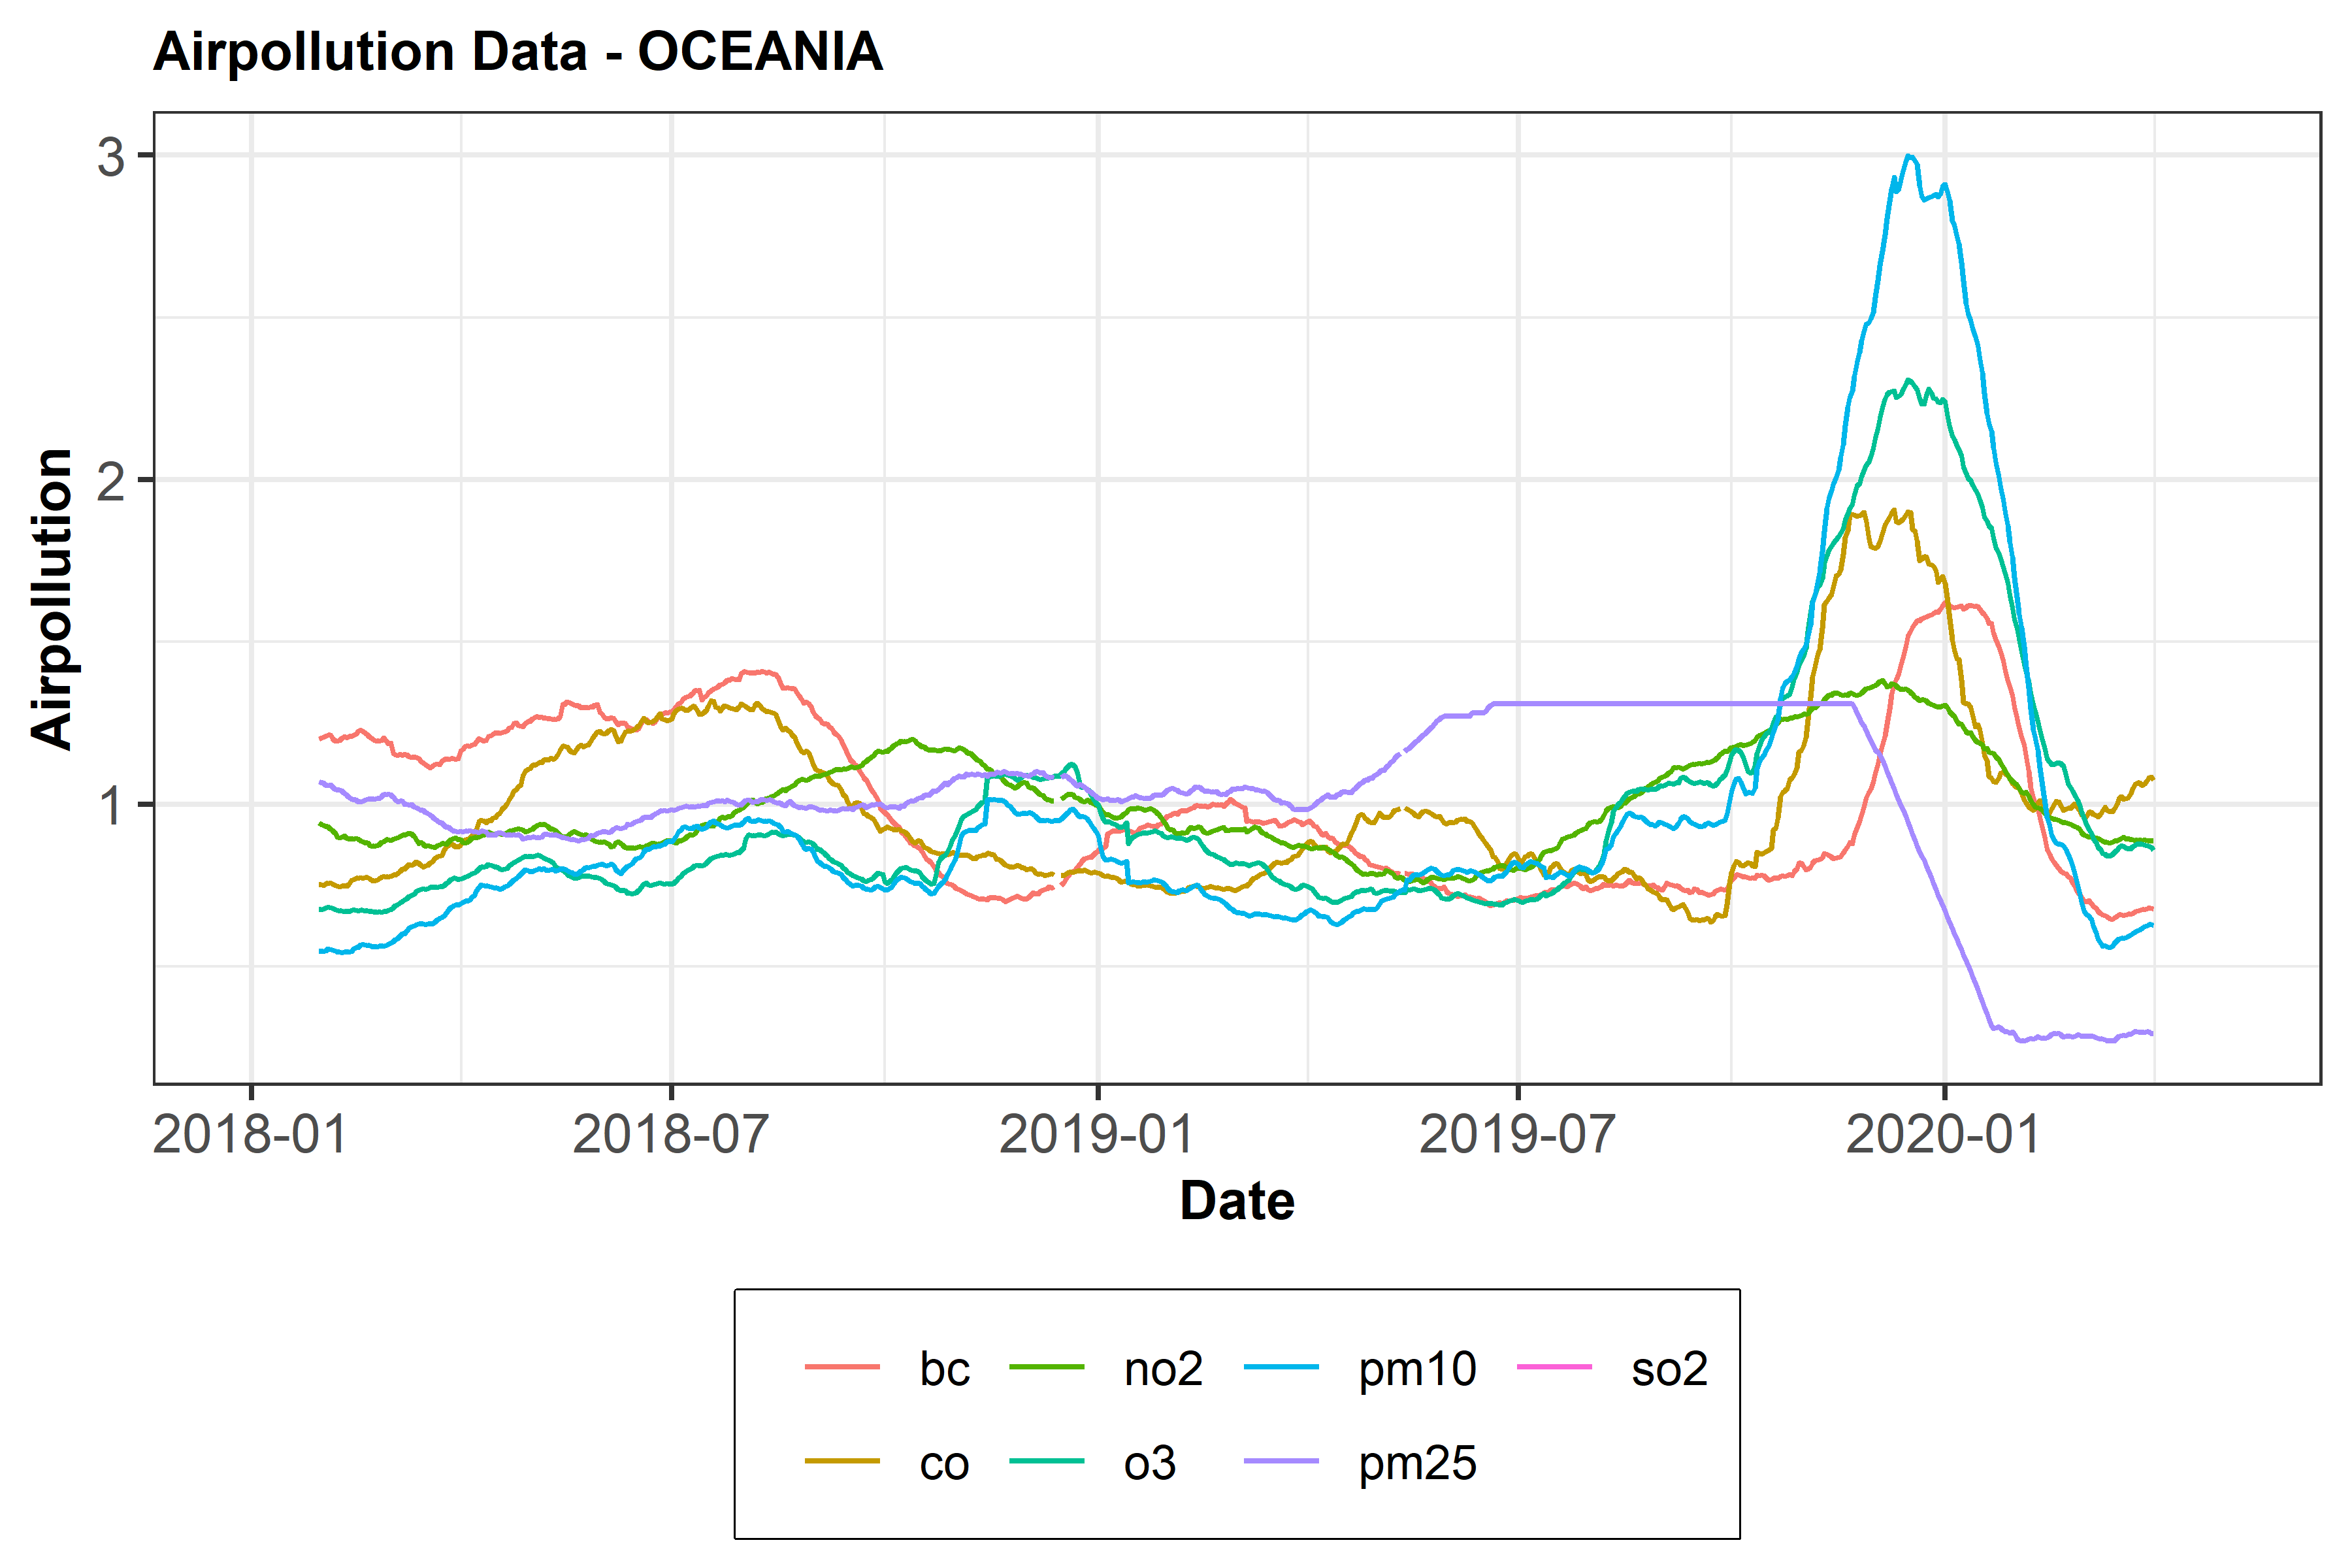 Airpollution Data - OCEANIA
Airpollution
3
2
1
2018-01 2018-07 2019-01 2019-07 2020-01
Date
bc no2 pm10 so2
co o3 pm25